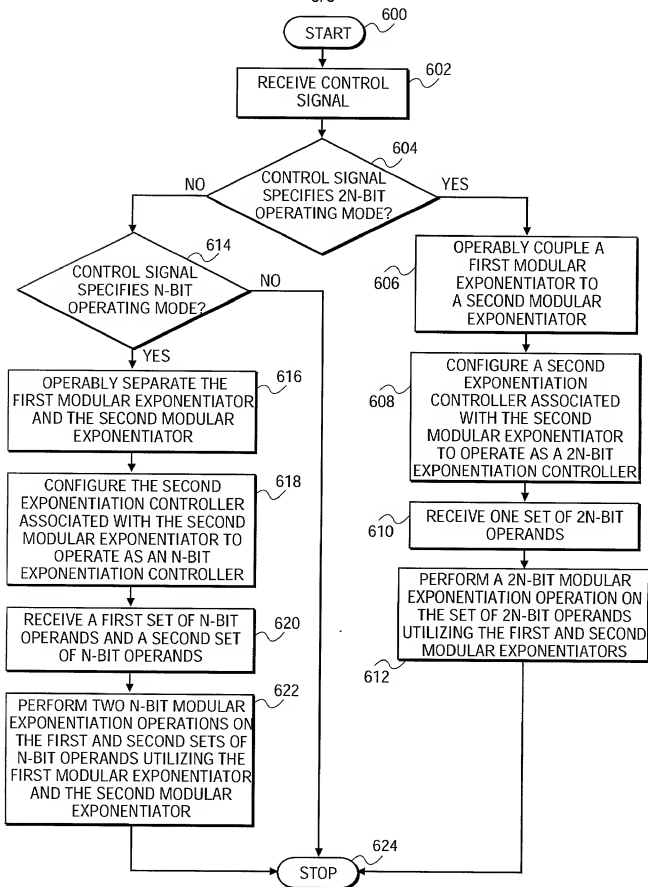 600
START
602
RECEIVE CONTROL
SIGNAL
604
CONTROL SIGNAL
SPECIFIES 2N-BIT
OPERATING MODE?
NO
YES
614
CONTROL SIGNAL
SPECIFIES N-BIT
OPERATING MODE?
NO
YES
606
OPERABLY COUPLE A
FIRST MODULAR
EXPONENTIATOR TO
A SECOND MODULAR
EXPONENTIATOR
616
OPERABLY SEPARATE THE
FIRST MODULAR EXPONENTIATOR
AND THE SECOND MODULAR
EXPONENTIATOR
608
CONFIGURE A SECOND
EXPONENTIATION
CONTROLLER ASSOCIATED
WITH THE SECOND
MODULAR EXPONENTIATOR
TO OPERATE AS A 2N-BIT
EXPONENTIATION CONTROLLER
618
CONFIGURE THE SECOND
EXPONENTIATION CONTROLLER
ASSOCIATED WITH THE SECOND
MODULAR EXPONENTIATOR TO
OPERATE AS AN N-BIT
EXPONENTIATION CONTROLLER
610
RECEIVE ONE SET OF 2N-BIT
OPERANDS
620
RECEIVE A FIRST SET OF N-BIT
OPERANDS AND A SECOND SET
OF N-BIT OPERANDS
PERFORM A 2N-BIT MODULAR
EXPONENTIATION OPERATION ON
THE SET OF 2N-BIT OPERANDS
UTILIZING THE FIRST AND SECOND
MODULAR EXPONENTIATORS
612
622
PERFORM TWO N-BIT MODULAR
EXPONENTIATION OPERATIONS ON
THE FIRST AND SECOND SETS OF
N-BIT OPERANDS UTILIZING THE
FIRST MODULAR EXPONENTIATOR
AND THE SECOND MODULAR
EXPONENTIATOR
624
STOP